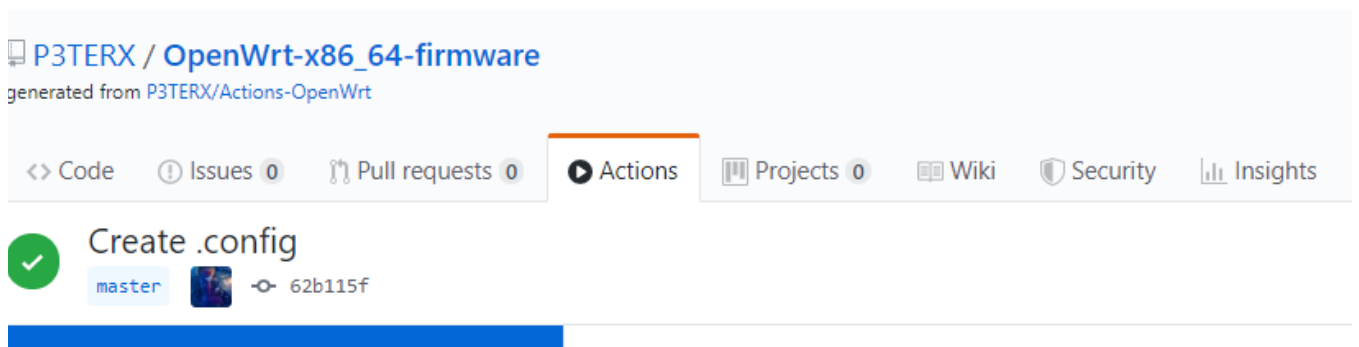 P3TERX / OpenWrt-x86_64-firmware
generated from P3TERX/Actions-OpenWrt
<> Code Issues 0 Pull requests 0 Actions Projects 0 Wiki Security Insights
Create .config
master 62b115f